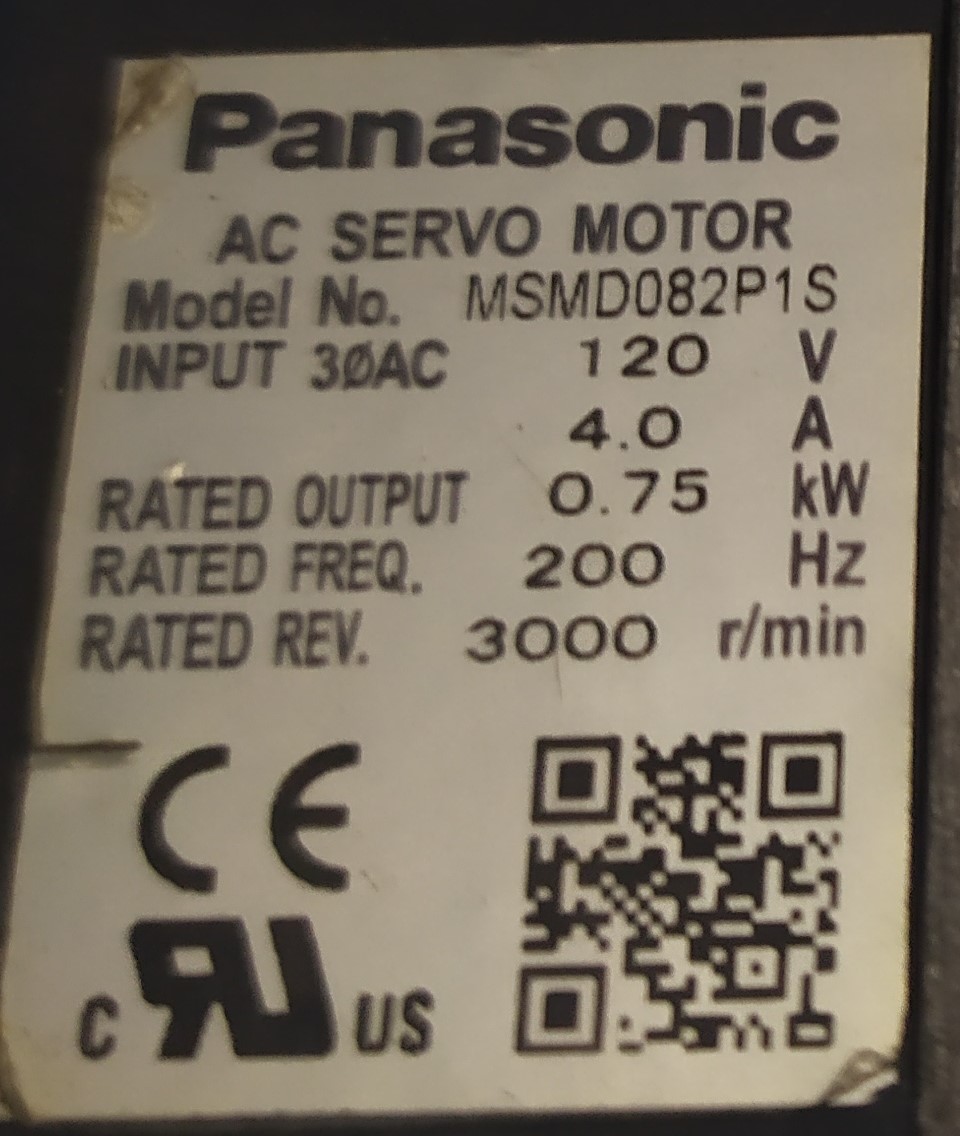 Panasonic
AC SERVO MOTOR
Model No. MSMD082P1S
INPUT 3ØAC 120 V
4.0 A
RATED OUTPUT 0.75 kW
RATED FREQ. 200 Hz
RATED REV. 3000 r/min
CE
C RU US